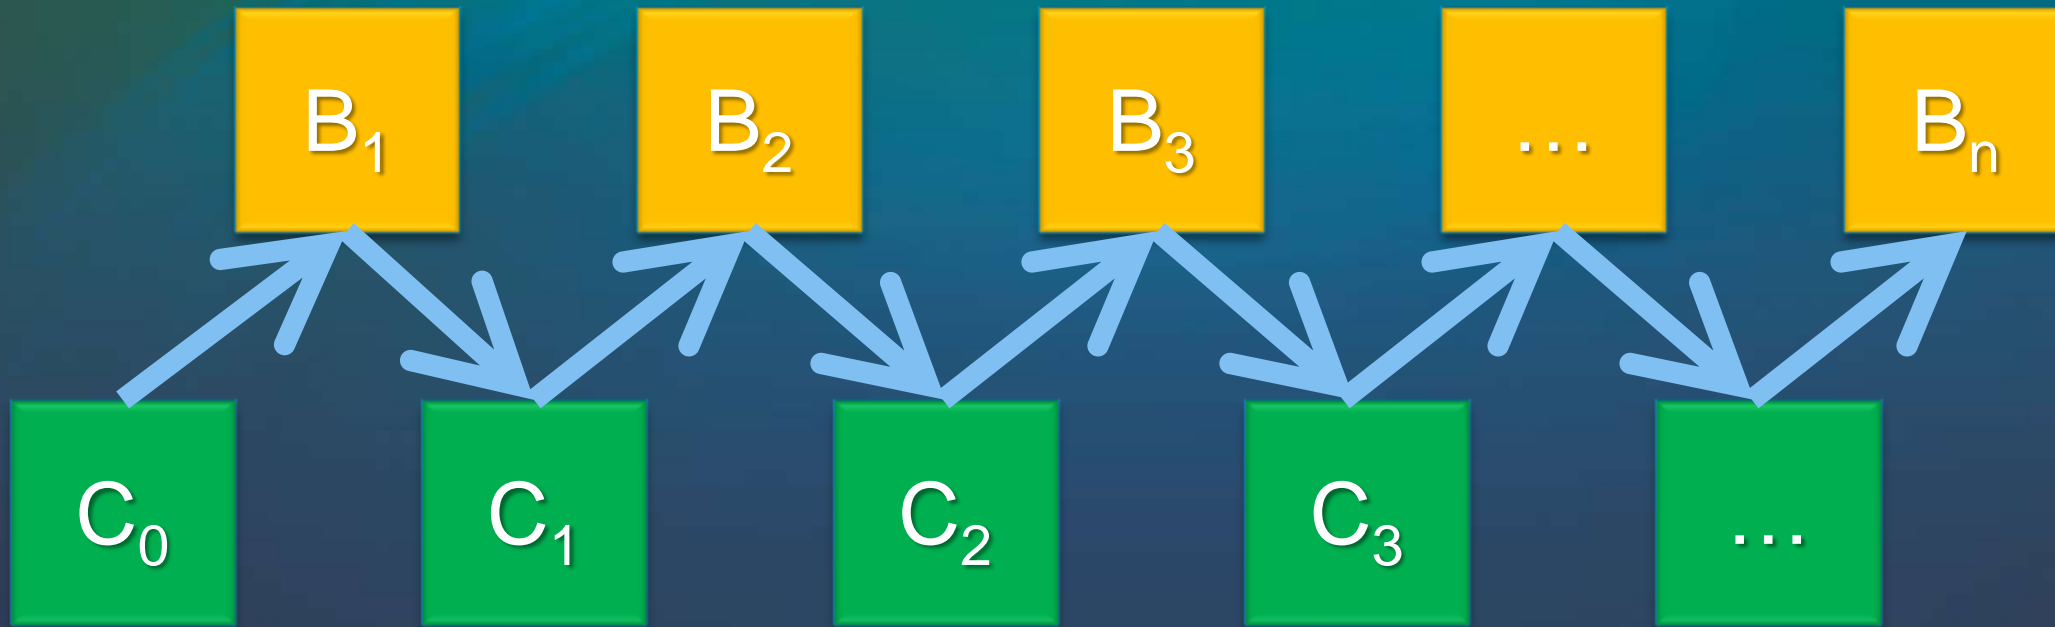 B₁ B₂ B₃ ... Bₙ
C₀ C₁ C₂ C₃ ...